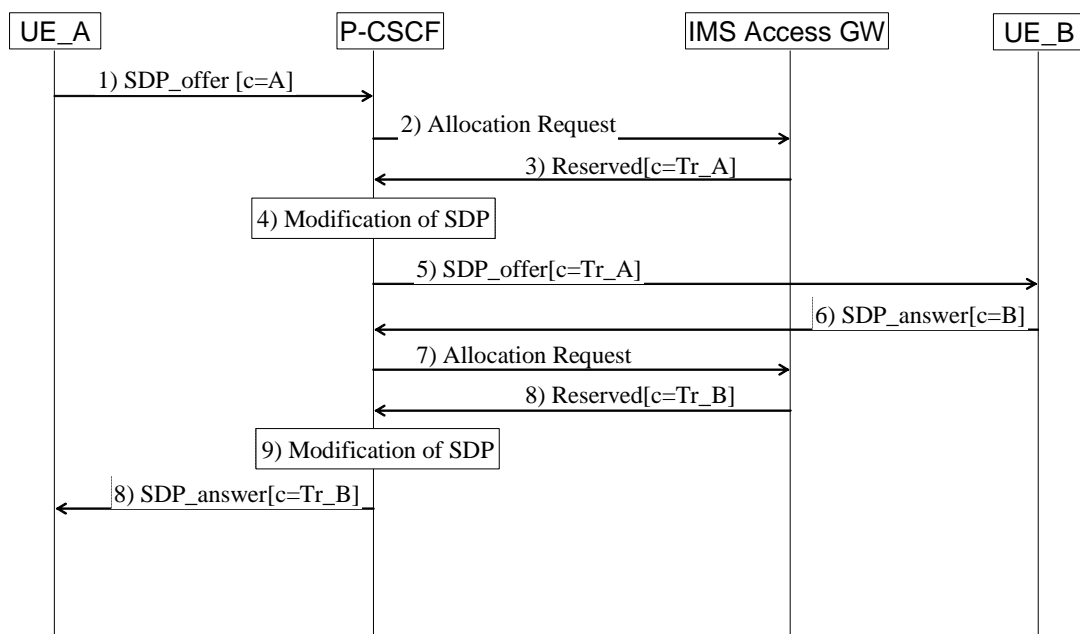 UE_A
P-CSCF
IMS Access GW
UE_B
1) SDP_offer [c=A]
2) Allocation Request
3) Reserved[c=Tr_A]
4) Modification of SDP
5) SDP_offer[c=Tr_A]
6) SDP_answer[c=B]
7) Allocation Request
8) Reserved[c=Tr_B]
9) Modification of SDP
8) SDP_answer[c=Tr_B]